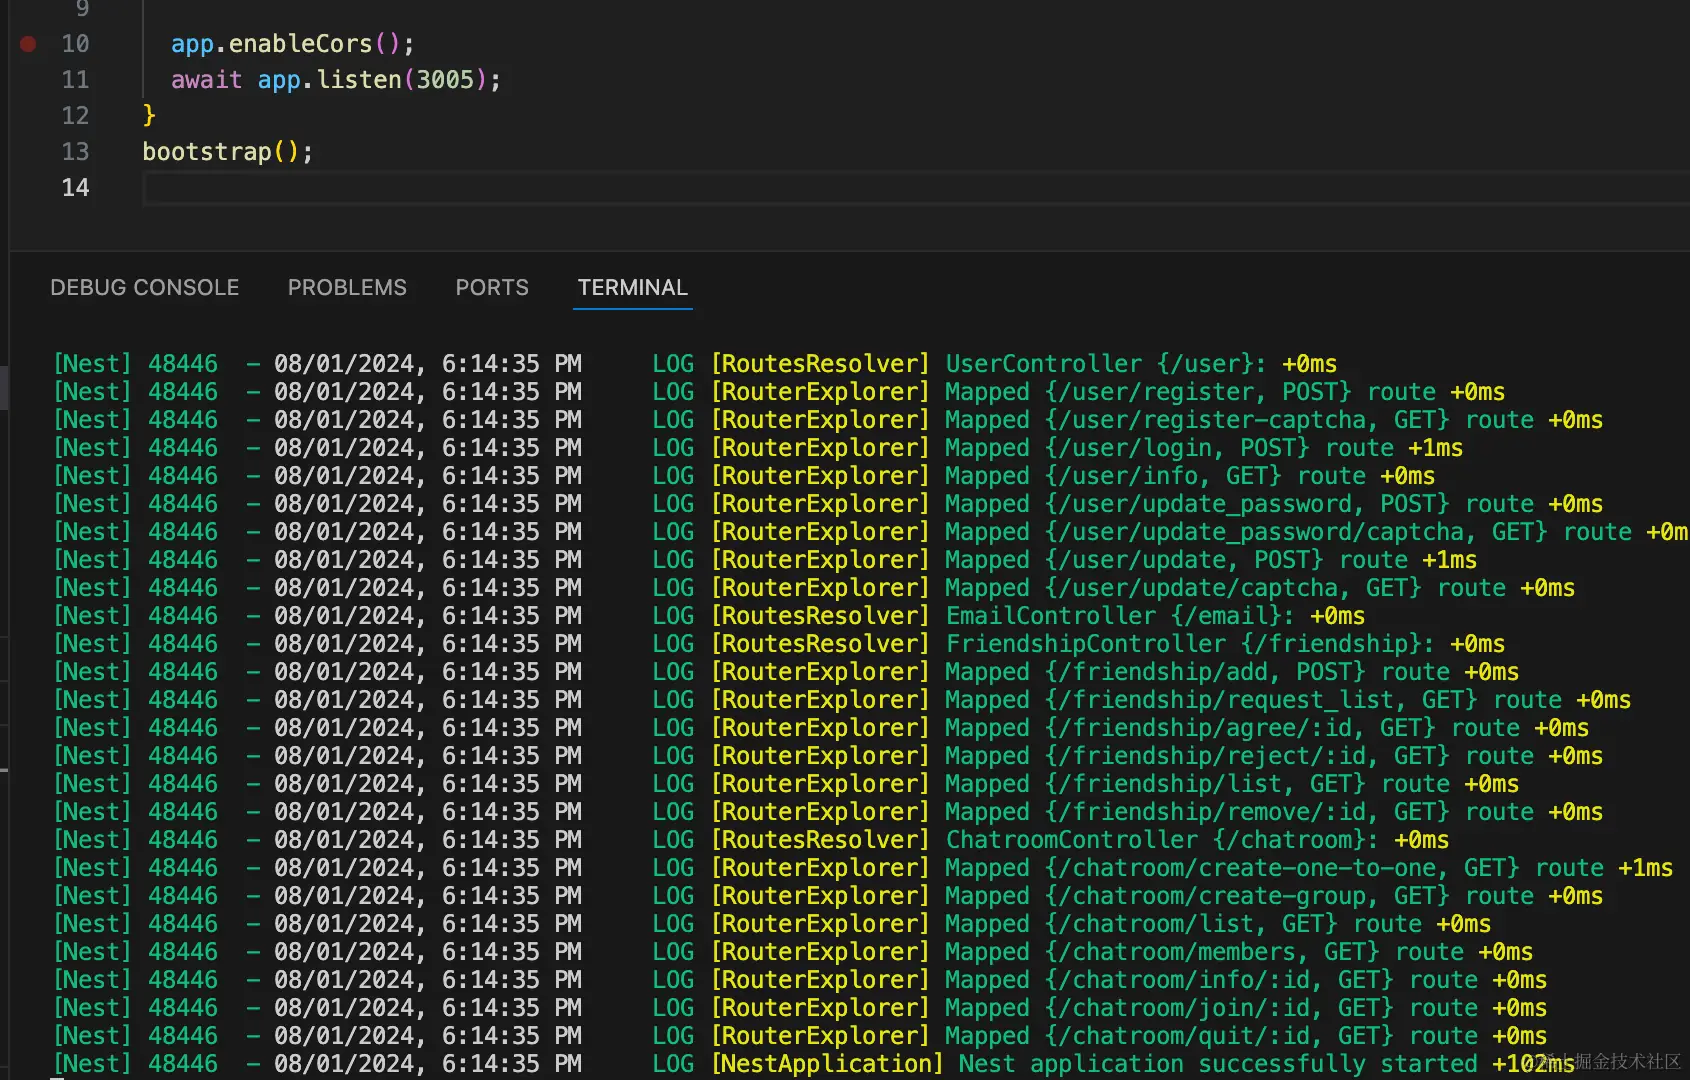 9
10 app.enableCors();
11 await app.listen(3005);
12 }
13 bootstrap();
14
DEBUG CONSOLE PROBLEMS PORTS TERMINAL
[Nest] 48446  - 08/01/2024, 6:14:35 PM     LOG [RoutesResolver] UserController {/user}: +0ms
[Nest] 48446  - 08/01/2024, 6:14:35 PM     LOG [RouterExplorer] Mapped {/user/register, POST} route +0ms
[Nest] 48446  - 08/01/2024, 6:14:35 PM     LOG [RouterExplorer] Mapped {/user/register-captcha, GET} route +0ms
[Nest] 48446  - 08/01/2024, 6:14:35 PM     LOG [RouterExplorer] Mapped {/user/login, POST} route +1ms
[Nest] 48446  - 08/01/2024, 6:14:35 PM     LOG [RouterExplorer] Mapped {/user/info, GET} route +0ms
[Nest] 48446  - 08/01/2024, 6:14:35 PM     LOG [RouterExplorer] Mapped {/user/update_password, POST} route +0ms
[Nest] 48446  - 08/01/2024, 6:14:35 PM     LOG [RouterExplorer] Mapped {/user/update_password/captcha, GET} route +0m
[Nest] 48446  - 08/01/2024, 6:14:35 PM     LOG [RouterExplorer] Mapped {/user/update, POST} route +1ms
[Nest] 48446  - 08/01/2024, 6:14:35 PM     LOG [RouterExplorer] Mapped {/user/update/captcha, GET} route +0ms
[Nest] 48446  - 08/01/2024, 6:14:35 PM     LOG [RoutesResolver] EmailController {/email}: +0ms
[Nest] 48446  - 08/01/2024, 6:14:35 PM     LOG [RoutesResolver] FriendshipController {/friendship}: +0ms
[Nest] 48446  - 08/01/2024, 6:14:35 PM     LOG [RouterExplorer] Mapped {/friendship/add, POST} route +0ms
[Nest] 48446  - 08/01/2024, 6:14:35 PM     LOG [RouterExplorer] Mapped {/friendship/request_list, GET} route +0ms
[Nest] 48446  - 08/01/2024, 6:14:35 PM     LOG [RouterExplorer] Mapped {/friendship/agree/:id, GET} route +0ms
[Nest] 48446  - 08/01/2024, 6:14:35 PM     LOG [RouterExplorer] Mapped {/friendship/reject/:id, GET} route +0ms
[Nest] 48446  - 08/01/2024, 6:14:35 PM     LOG [RouterExplorer] Mapped {/friendship/list, GET} route +0ms
[Nest] 48446  - 08/01/2024, 6:14:35 PM     LOG [RouterExplorer] Mapped {/friendship/remove/:id, GET} route +0ms
[Nest] 48446  - 08/01/2024, 6:14:35 PM     LOG [RoutesResolver] ChatroomController {/chatroom}: +0ms
[Nest] 48446  - 08/01/2024, 6:14:35 PM     LOG [RouterExplorer] Mapped {/chatroom/create-one-to-one, GET} route +1ms
[Nest] 48446  - 08/01/2024, 6:14:35 PM     LOG [RouterExplorer] Mapped {/chatroom/create-group, GET} route +0ms
[Nest] 48446  - 08/01/2024, 6:14:35 PM     LOG [RouterExplorer] Mapped {/chatroom/list, GET} route +0ms
[Nest] 48446  - 08/01/2024, 6:14:35 PM     LOG [RouterExplorer] Mapped {/chatroom/members, GET} route +0ms
[Nest] 48446  - 08/01/2024, 6:14:35 PM     LOG [RouterExplorer] Mapped {/chatroom/info/:id, GET} route +0ms
[Nest] 48446  - 08/01/2024, 6:14:35 PM     LOG [RouterExplorer] Mapped {/chatroom/join/:id, GET} route +0ms
[Nest] 48446  - 08/01/2024, 6:14:35 PM     LOG [RouterExplorer] Mapped {/chatroom/quit/:id, GET} route +0ms
[Nest] 48446  - 08/01/2024, 6:14:35 PM     LOG [NestApplication] Nest application successfully started +102ms
掘金技术社区